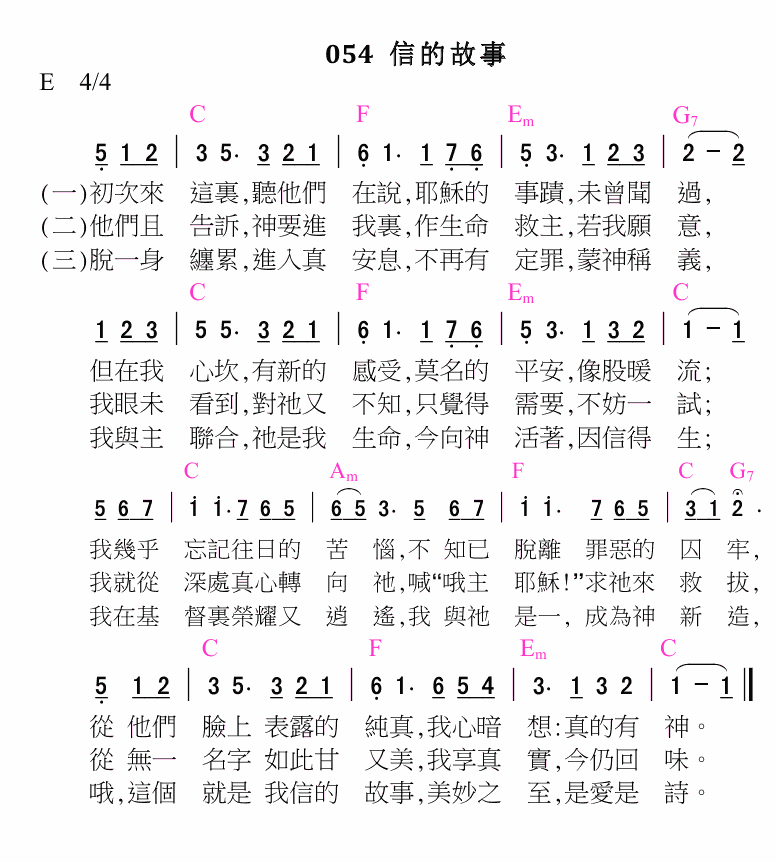 054 信的故事
E 4/4
C F Em G7
5 1 2 | 3 5. 3 2 1 | 6 1. 1 7 6 | 5 3. 1 2 3 | 2 − 2
(一)初次來 這裏,聽他們 在說,耶穌的 事蹟,未曾聞 過,
(二)他們且 告訴,神要進 我裏,作生命 救主,若我願 意,
(三)脫一身 纏累,進入真 安息,不再有 定罪,蒙神稱 義,
C F Em C
1 2 3 | 5 5. 3 2 1 | 6 1. 1 7 6 | 5 3. 1 3 2 | 1 − 1
但在我 心坎,有新的 感受,莫名的 平安,像股暖 流;
我眼未 看到,對祂又 不知,只覺得 需要,不妨一 試;
我與主 聯合,祂是我 生命,今向神 活著,因信得 生;
C Am F C G7
5 6 7 | i i. 7 6 5 | 6 5 3. 5 6 7 | i i. 7 6 5 | 3 1 2 .
我幾乎 忘記往日的 苦 惱,不 知已 脫離 罪惡的 囚 牢,
我就從 深處真心轉 向 祂,喊“哦主 耶穌!”求祂來 救 拔,
我在基 督裏榮耀又 逍 遙,我 與祂 是一, 成為神 新 造,
C F Em C
5 1 2 | 3 5. 3 2 1 | 6 1. 6 5 4 | 3. 1 3 2 | 1 − 1 ‖
從 他們 臉上 表露的 純真,我心暗 想:真的有 神。
從 無一 名字 如此甘 又美,我享真 實,今仍回 味。
哦,這個 就是 我信的 故事,美妙之 至,是愛是 詩。